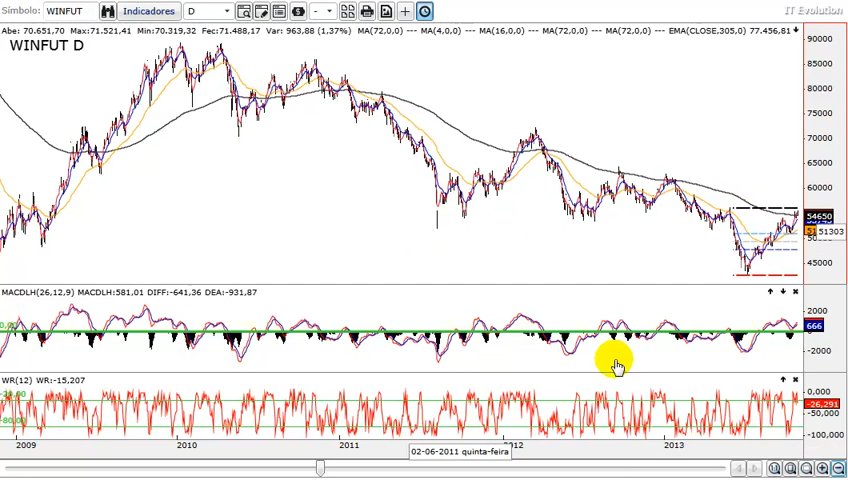 Símbolo: WINFUT Indicadores D - IT Evolution
Abe: 70.651,70 Max:71.521,41 Min:70.319,32 Fec:71.488,17 Var: 963,88 (1,37%) MA(72,0,0) --- MA(4,0,0) --- MA(16,0,0) --- MA(72,0,0) --- MA(72,0,0) --- EMA(CLOSE,305,0) 77.456,81
WINFUT D
90000
85000
80000
75000
70000
65000
60000
54650
51303
45000
MACDLH(26,12,9) MACDLH:581,01 DIFF:-641,36 DEA:-931,87
2000
666
-2000
WR(12) WR:-15,207
0,000
-20,00
-26,291
-50,000
-80,00
-100,000
2009 2010 2011 2012 2013
02-06-2011 quinta-feira